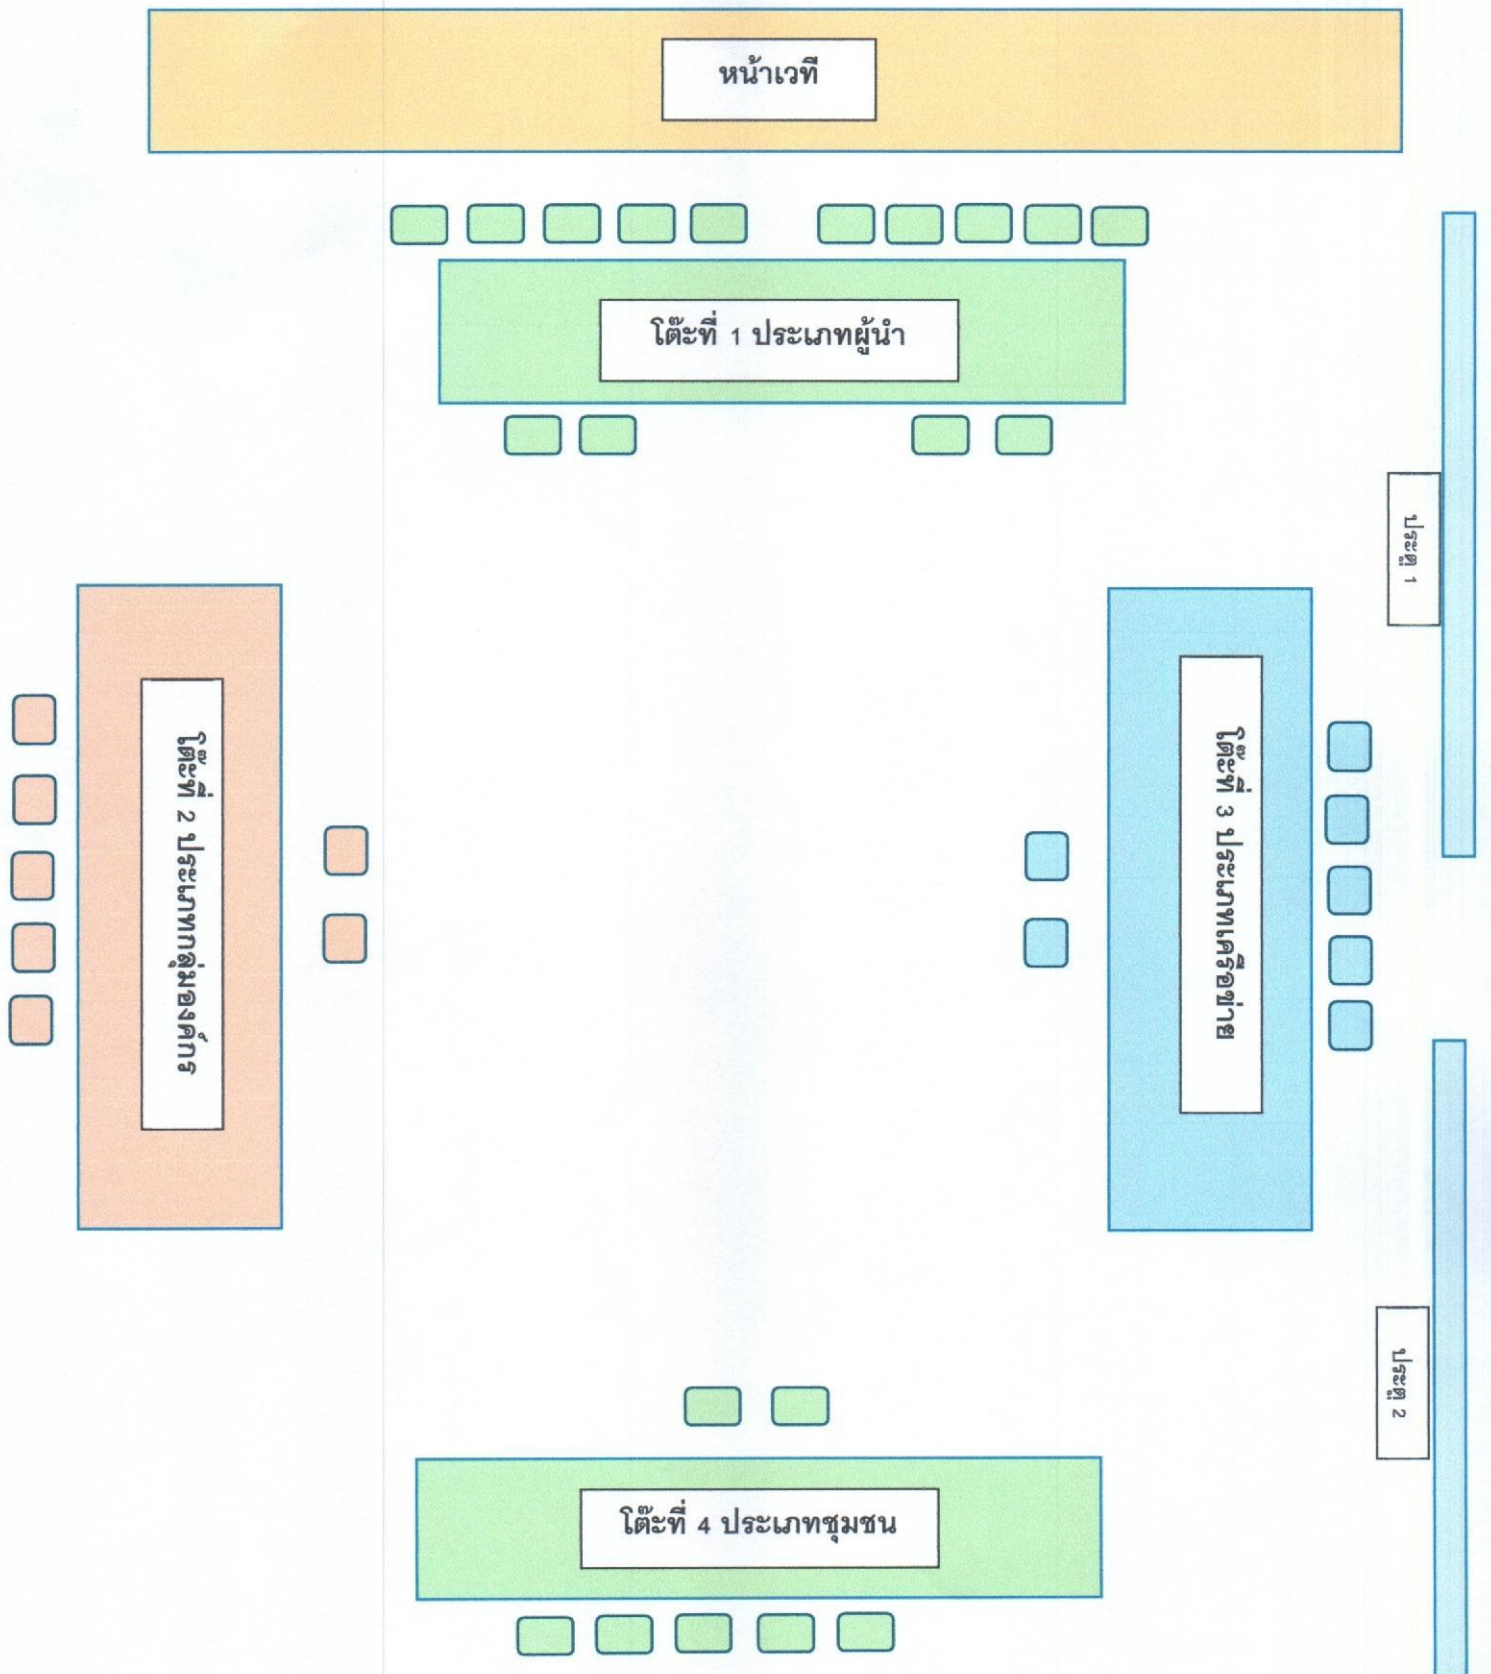 หน้าเวที
โต๊ะที่ 1 ประเภทผู้นำ
ประตู 1
โต๊ะที่ 2 ประเภทกลุ่มองค์กร
โต๊ะที่ 3 ประเภทเครือข่าย
ประตู 2
โต๊ะที่ 4 ประเภทชุมชน